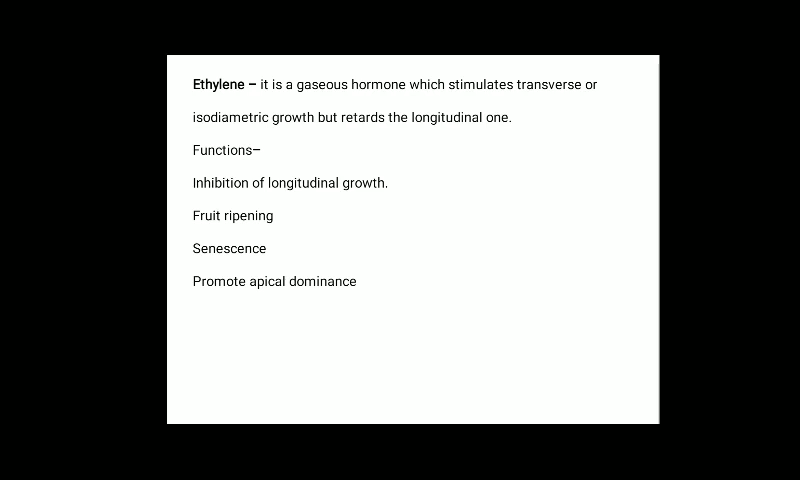 Ethylene – it is a gaseous hormone which stimulates transverse or
isodiametric growth but retards the longitudinal one.
Functions–
Inhibition of longitudinal growth.
Fruit ripening
Senescence
Promote apical dominance